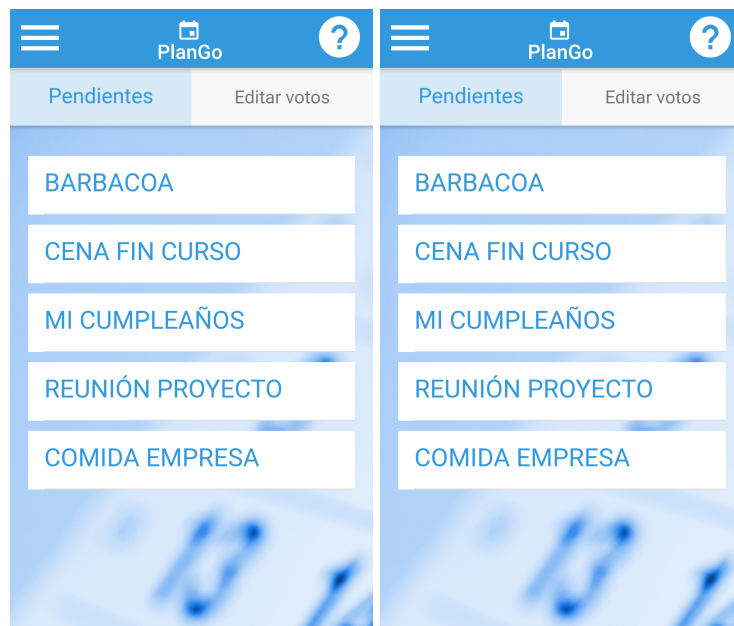 PlanGo
?
Pendientes Editar votos
BARBACOA
CENA FIN CURSO
MI CUMPLEAÑOS
REUNIÓN PROYECTO
COMIDA EMPRESA
PlanGo
?
Pendientes Editar votos
BARBACOA
CENA FIN CURSO
MI CUMPLEAÑOS
REUNIÓN PROYECTO
COMIDA EMPRESA